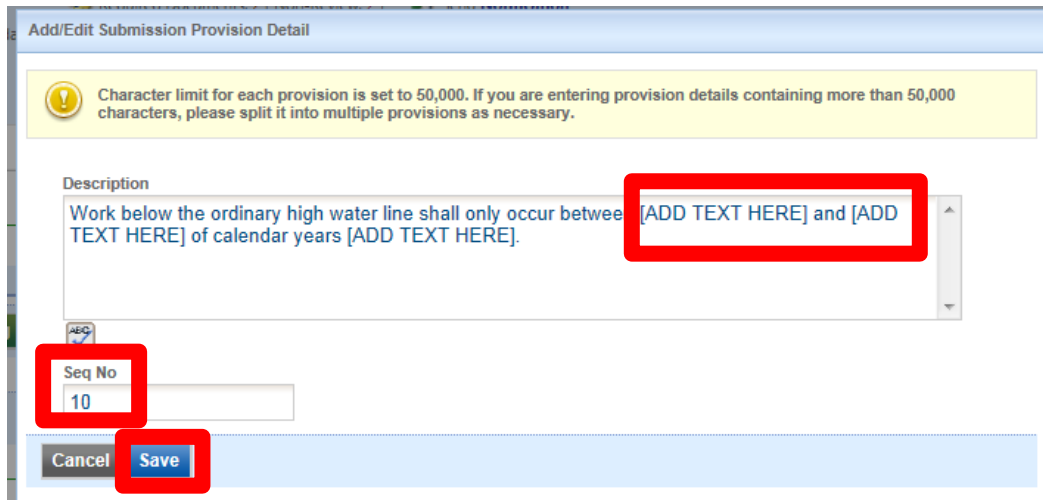 Add/Edit Submission Provision Detail
Character limit for each provision is set to 50,000. If you are entering provision details containing more than 50,000
characters, please split it into multiple provisions as necessary.
Description
Work below the ordinary high water line shall only occur between [ADD TEXT HERE] and [ADD
TEXT HERE] of calendar years [ADD TEXT HERE].
ABC
Seq No
10
Cancel Save